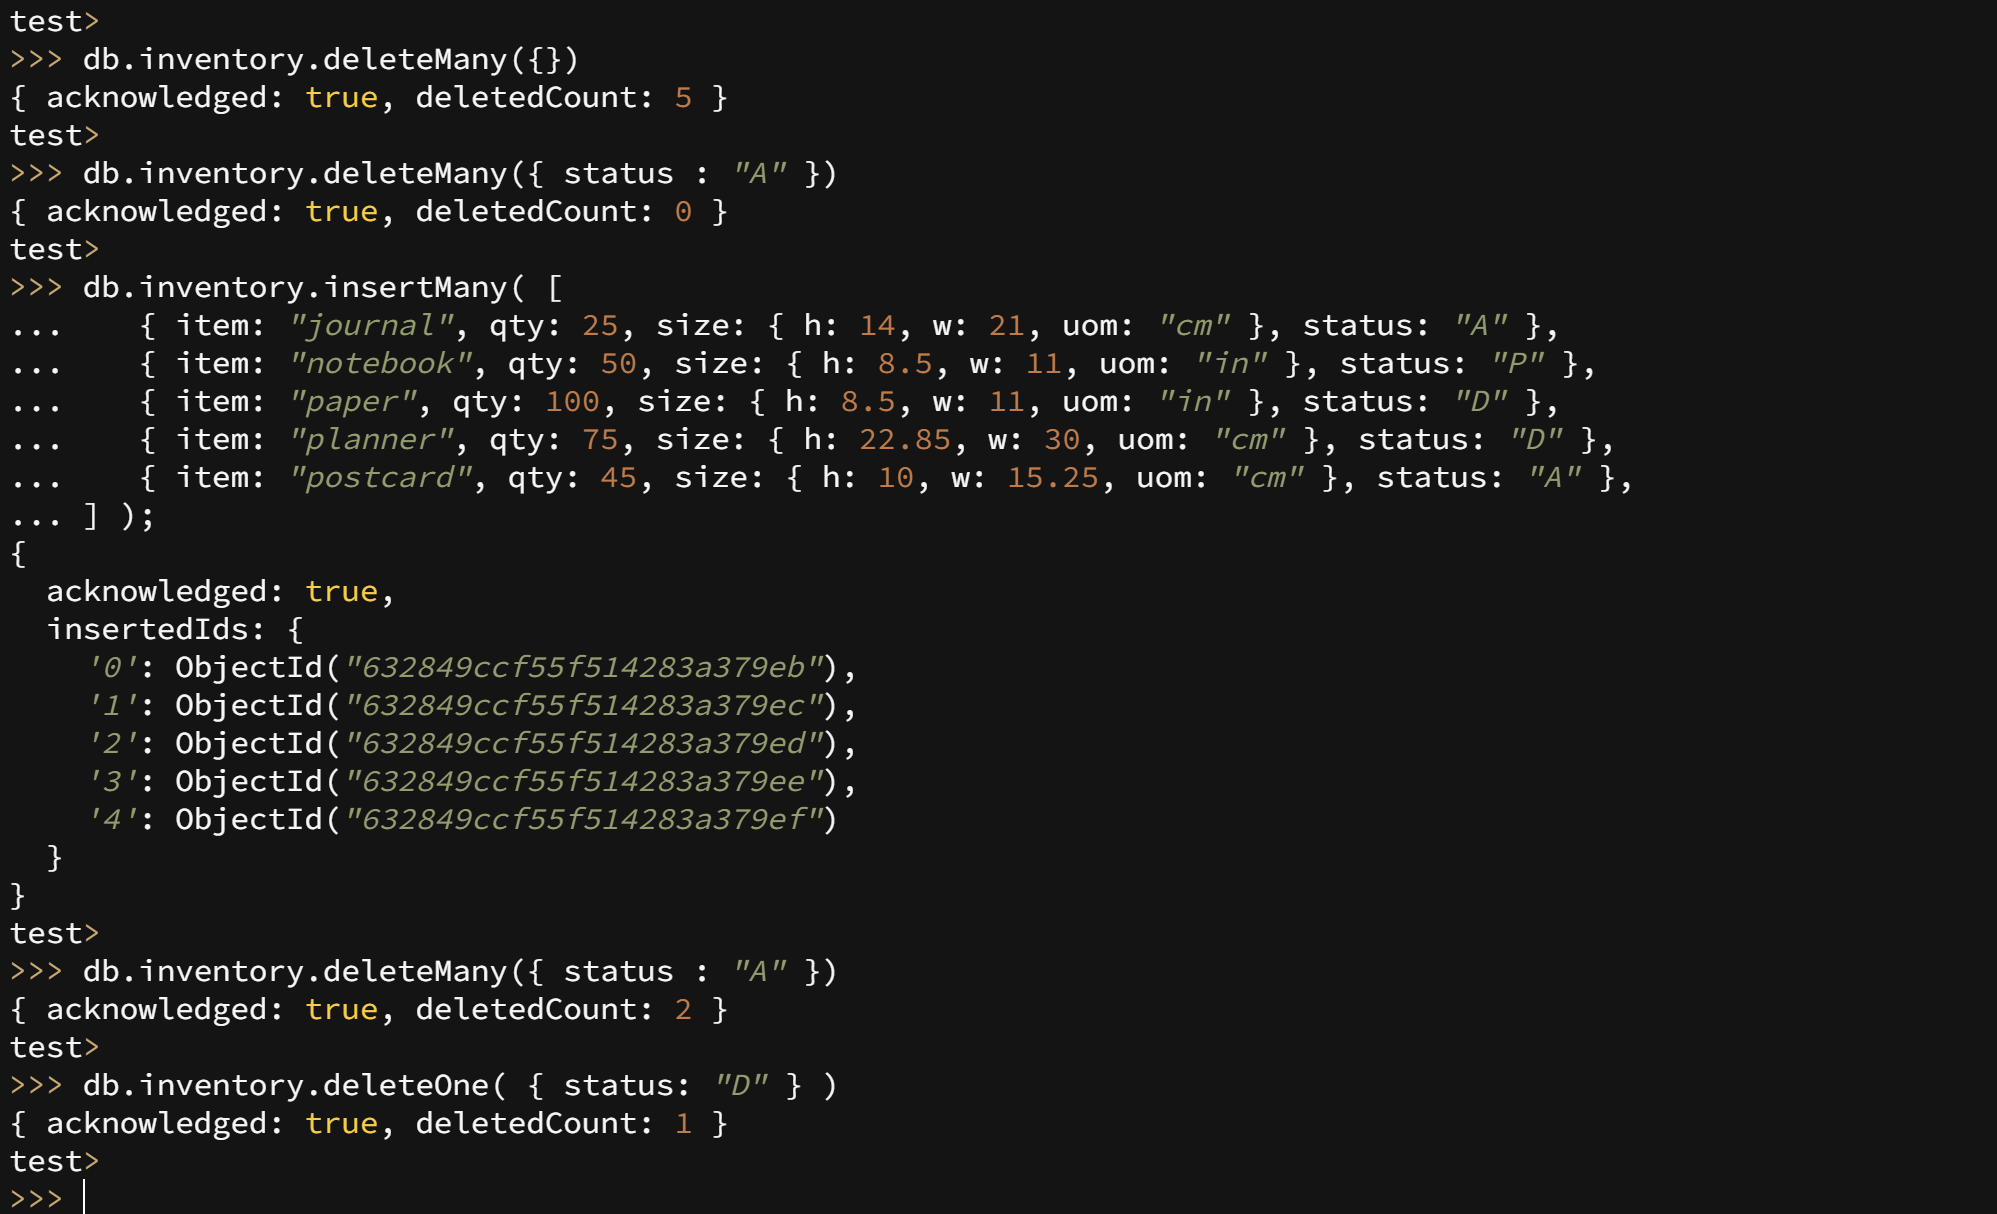 test>
>>> db.inventory.deleteMany({})
{ acknowledged: true, deletedCount: 5 }
test>
>>> db.inventory.deleteMany({ status : "A" })
{ acknowledged: true, deletedCount: 0 }
test>
>>> db.inventory.insertMany( [
...    { item: "journal", qty: 25, size: { h: 14, w: 21, uom: "cm" }, status: "A" },
...    { item: "notebook", qty: 50, size: { h: 8.5, w: 11, uom: "in" }, status: "P" },
...    { item: "paper", qty: 100, size: { h: 8.5, w: 11, uom: "in" }, status: "D" },
...    { item: "planner", qty: 75, size: { h: 22.85, w: 30, uom: "cm" }, status: "D" },
...    { item: "postcard", qty: 45, size: { h: 10, w: 15.25, uom: "cm" }, status: "A" },
... ] );
{
  acknowledged: true,
  insertedIds: {
    '0': ObjectId("632849ccf55f514283a379eb"),
    '1': ObjectId("632849ccf55f514283a379ec"),
    '2': ObjectId("632849ccf55f514283a379ed"),
    '3': ObjectId("632849ccf55f514283a379ee"),
    '4': ObjectId("632849ccf55f514283a379ef")
  }
}
test>
>>> db.inventory.deleteMany({ status : "A" })
{ acknowledged: true, deletedCount: 2 }
test>
>>> db.inventory.deleteOne( { status: "D" } )
{ acknowledged: true, deletedCount: 1 }
test>
>>>